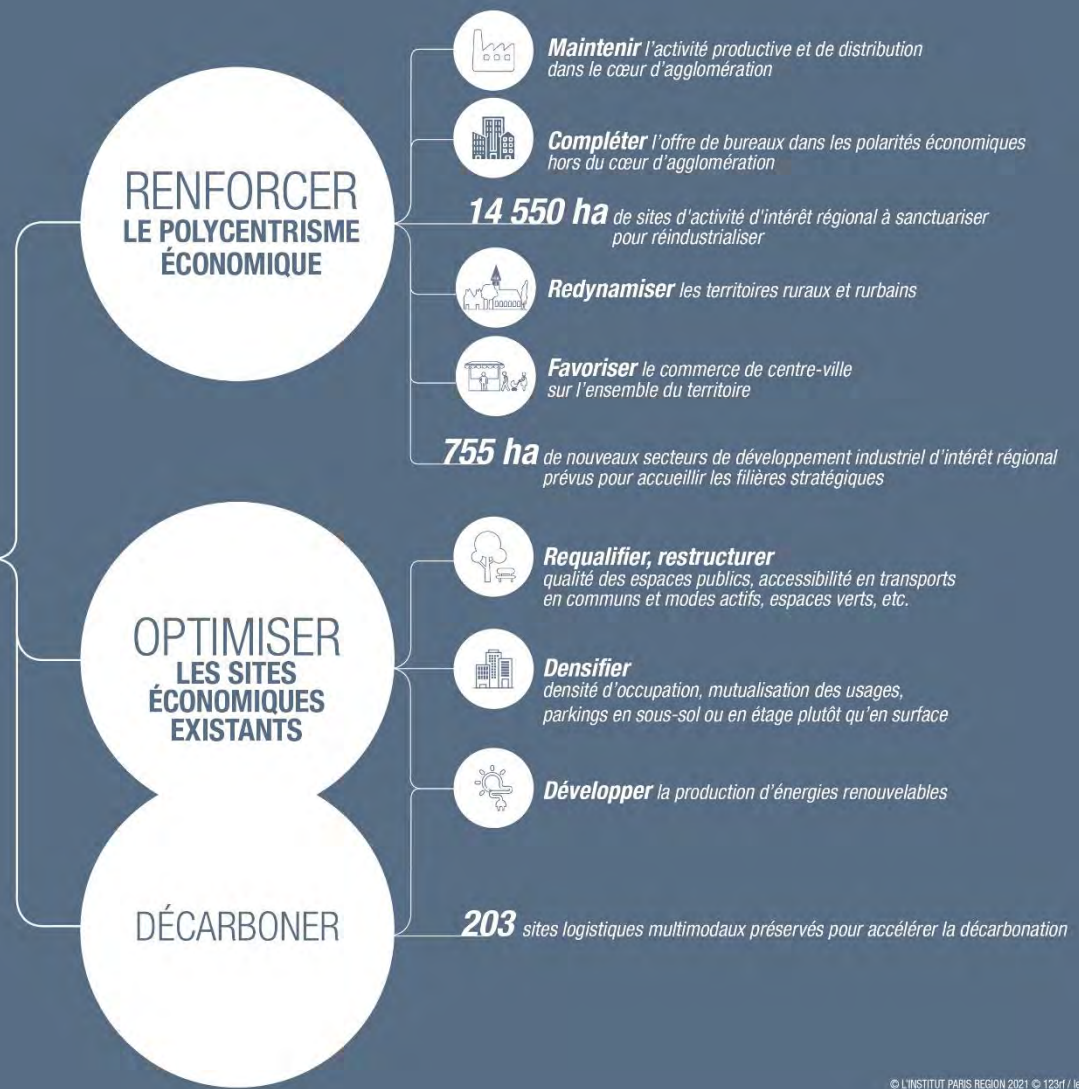 Maintenir l'activité productive et de distribution
dans le cœur d'agglomération
Compléter l'offre de bureaux dans les polarités économiques
hors du cœur d'agglomération
RENFORCER
LE POLYCENTRISME
ÉCONOMIQUE
14 550 ha de sites d'activité d'intérêt régional à sanctuariser
pour réindustrialiser
Redynamiser les territoires ruraux et rurbains
Favoriser le commerce de centre-ville
sur l'ensemble du territoire
755 ha de nouveaux secteurs de développement industriel d'intérêt régional
prévus pour accueillir les filières stratégiques
OPTIMISER
LES SITES
ÉCONOMIQUES
EXISTANTS
Requalifier, restructurer
qualité des espaces publics, accessibilité en transports
en communs et modes actifs, espaces verts, etc.
Densifier
densité d'occupation, mutualisation des usages,
parkings en sous-sol ou en étage plutôt qu'en surface
Développer la production d'énergies renouvelables
DÉCARBONER
203 sites logistiques multimodaux préservés pour accélérer la décarbonation
© L'INSTITUT PARIS REGION 2021 © 123rf /